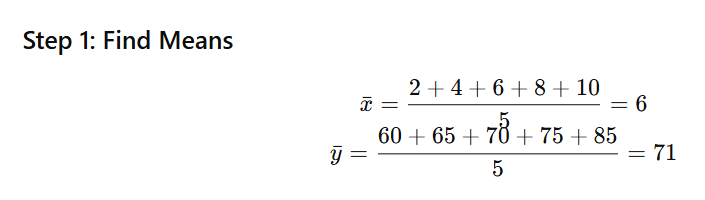 Step 1: Find Means
x̄ = (2 + 4 + 6 + 8 + 10) / 5 = 6
ȳ = (60 + 65 + 70 + 75 + 85) / 5 = 71